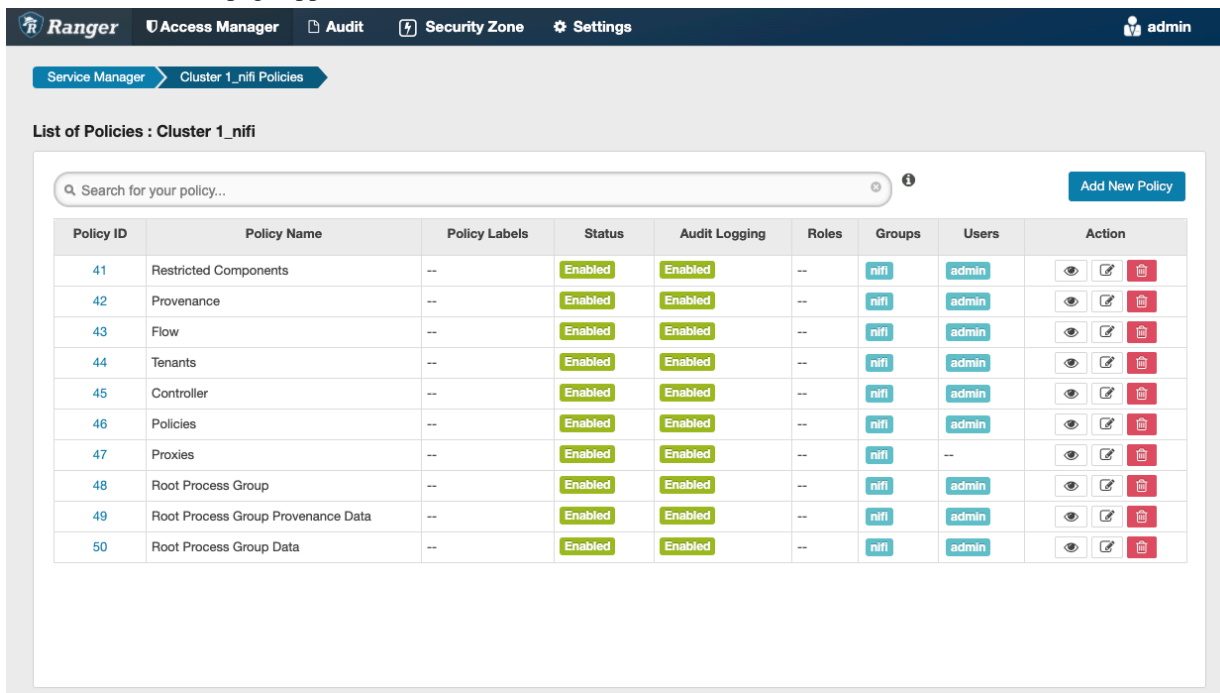 Ranger Access Manager Audit Security Zone Settings admin
Service Manager Cluster 1_nifi Policies
List of Policies : Cluster 1_nifi
Search for your policy... Add New Policy
Policy ID Policy Name Policy Labels Status Audit Logging Roles Groups Users Action
41 Restricted Components -- Enabled Enabled -- nifi admin
42 Provenance -- Enabled Enabled -- nifi admin
43 Flow -- Enabled Enabled -- nifi admin
44 Tenants -- Enabled Enabled -- nifi admin
45 Controller -- Enabled Enabled -- nifi admin
46 Policies -- Enabled Enabled -- nifi admin
47 Proxies -- Enabled Enabled -- nifi --
48 Root Process Group -- Enabled Enabled -- nifi admin
49 Root Process Group Provenance Data -- Enabled Enabled -- nifi admin
50 Root Process Group Data -- Enabled Enabled -- nifi admin